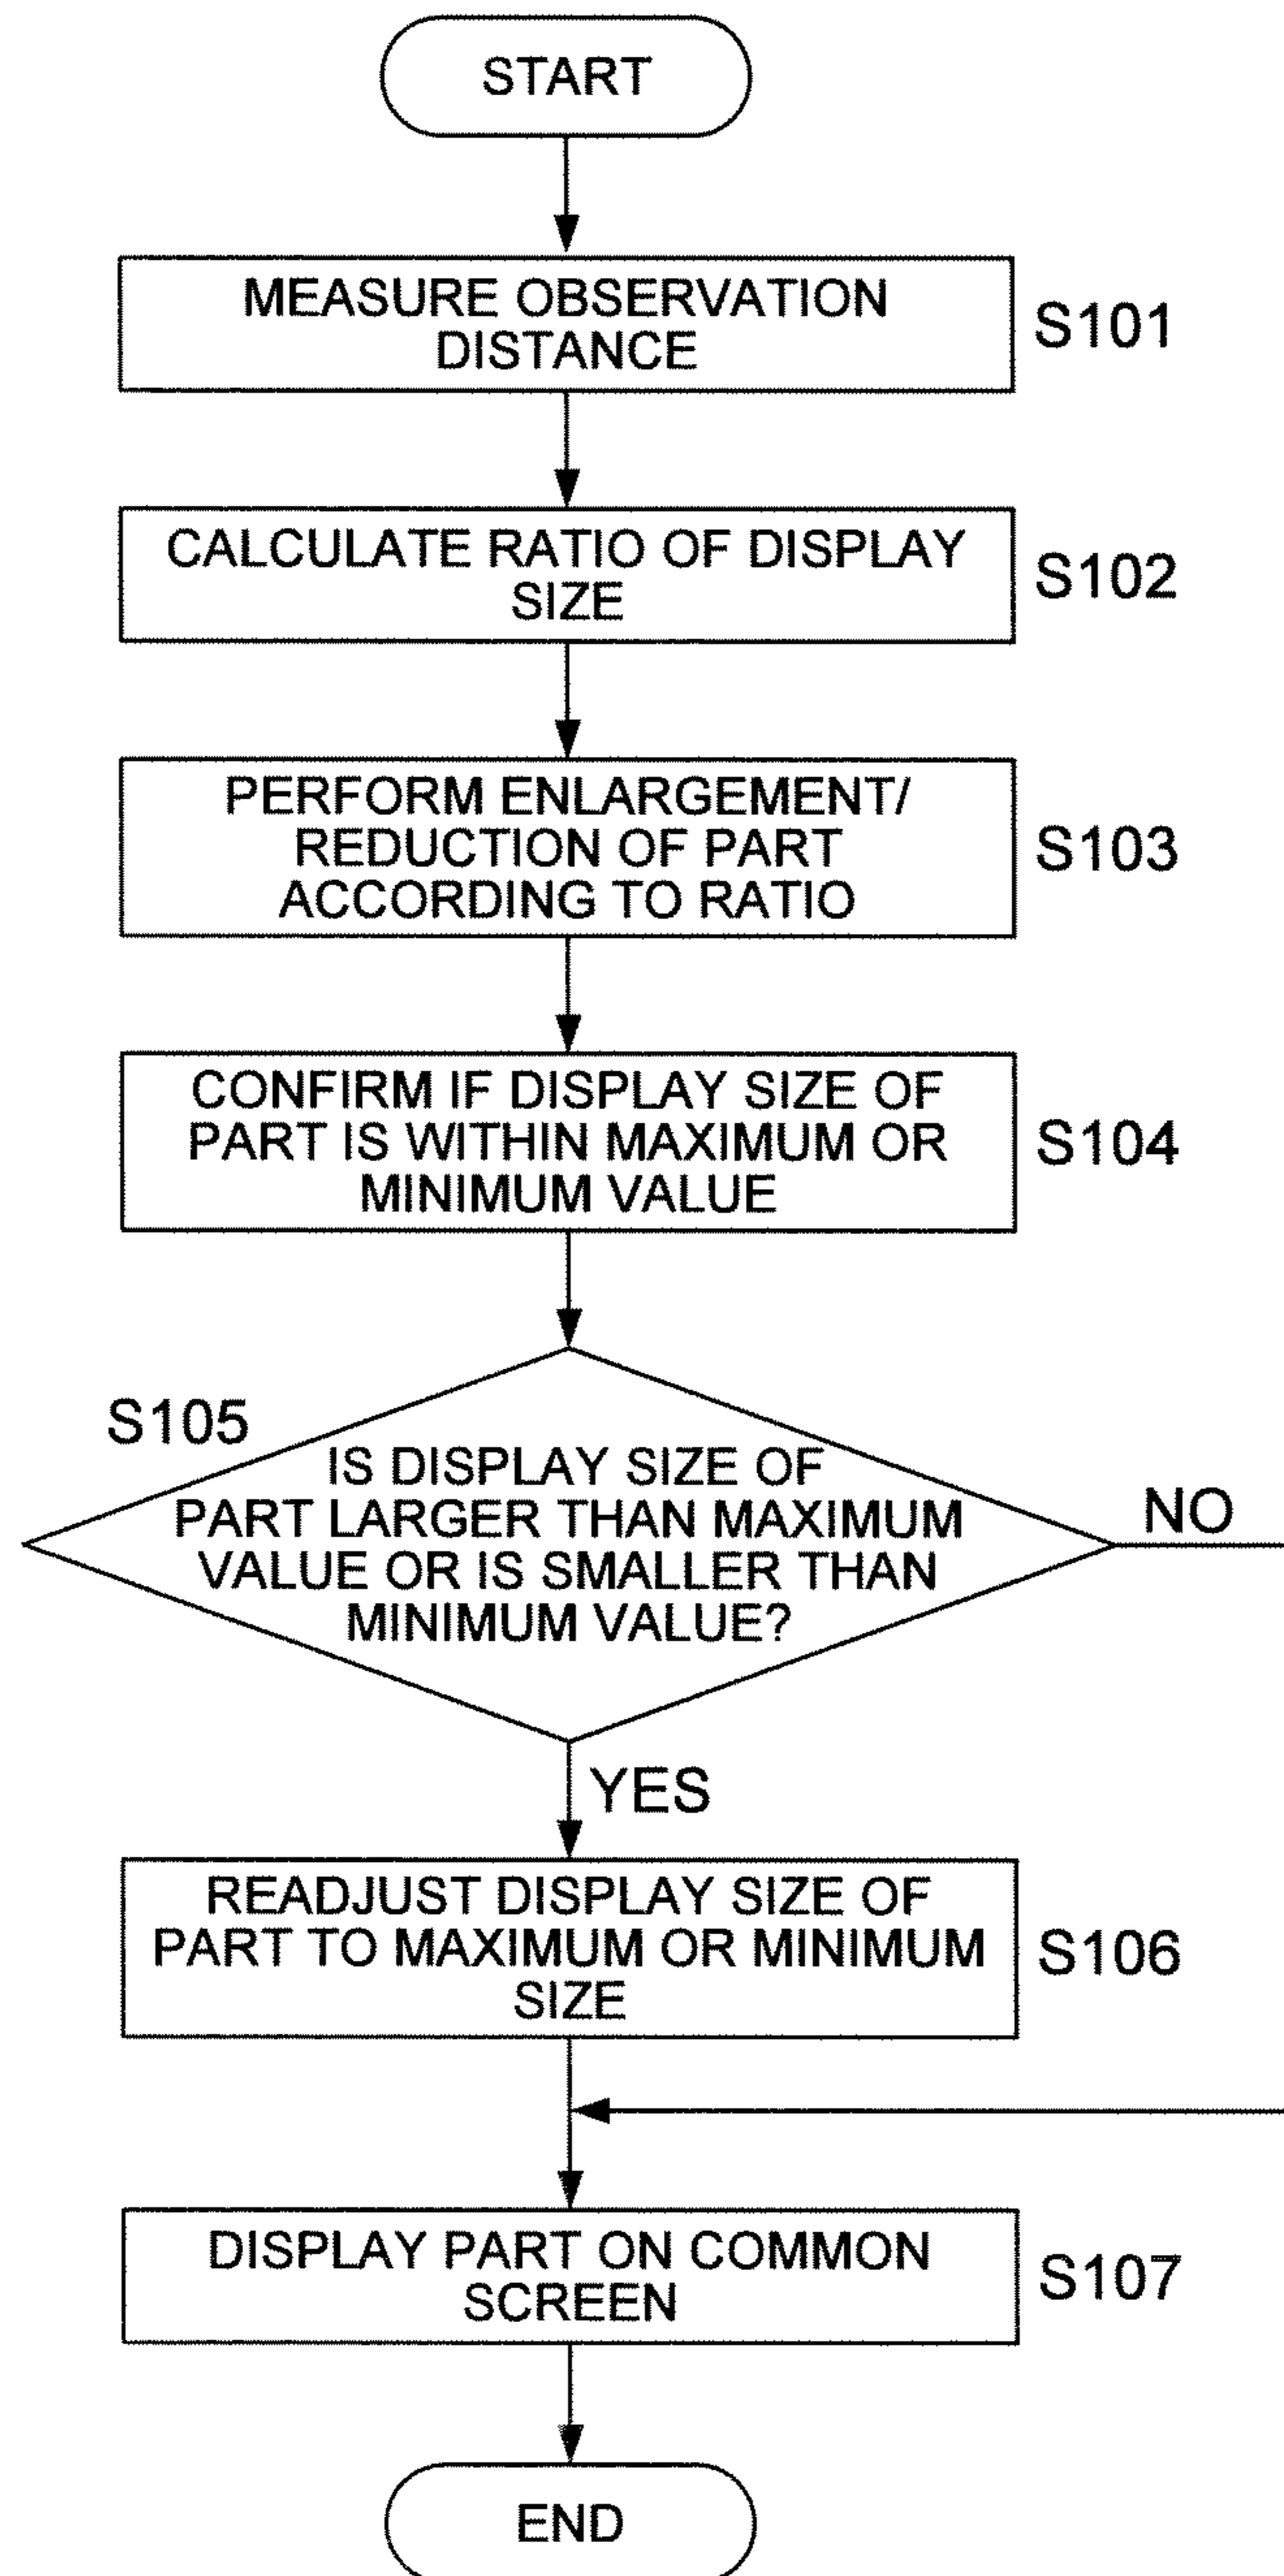 START
MEASURE OBSERVATION
DISTANCE
S101
CALCULATE RATIO OF DISPLAY
SIZE
S102
PERFORM ENLARGEMENT/
REDUCTION OF PART
ACCORDING TO RATIO
S103
CONFIRM IF DISPLAY SIZE OF
PART IS WITHIN MAXIMUM OR
MINIMUM VALUE
S104
S105
IS DISPLAY SIZE OF
PART LARGER THAN MAXIMUM
VALUE OR IS SMALLER THAN
MINIMUM VALUE?
NO
YES
READJUST DISPLAY SIZE OF
PART TO MAXIMUM OR MINIMUM
SIZE
S106
DISPLAY PART ON COMMON
SCREEN
S107
END